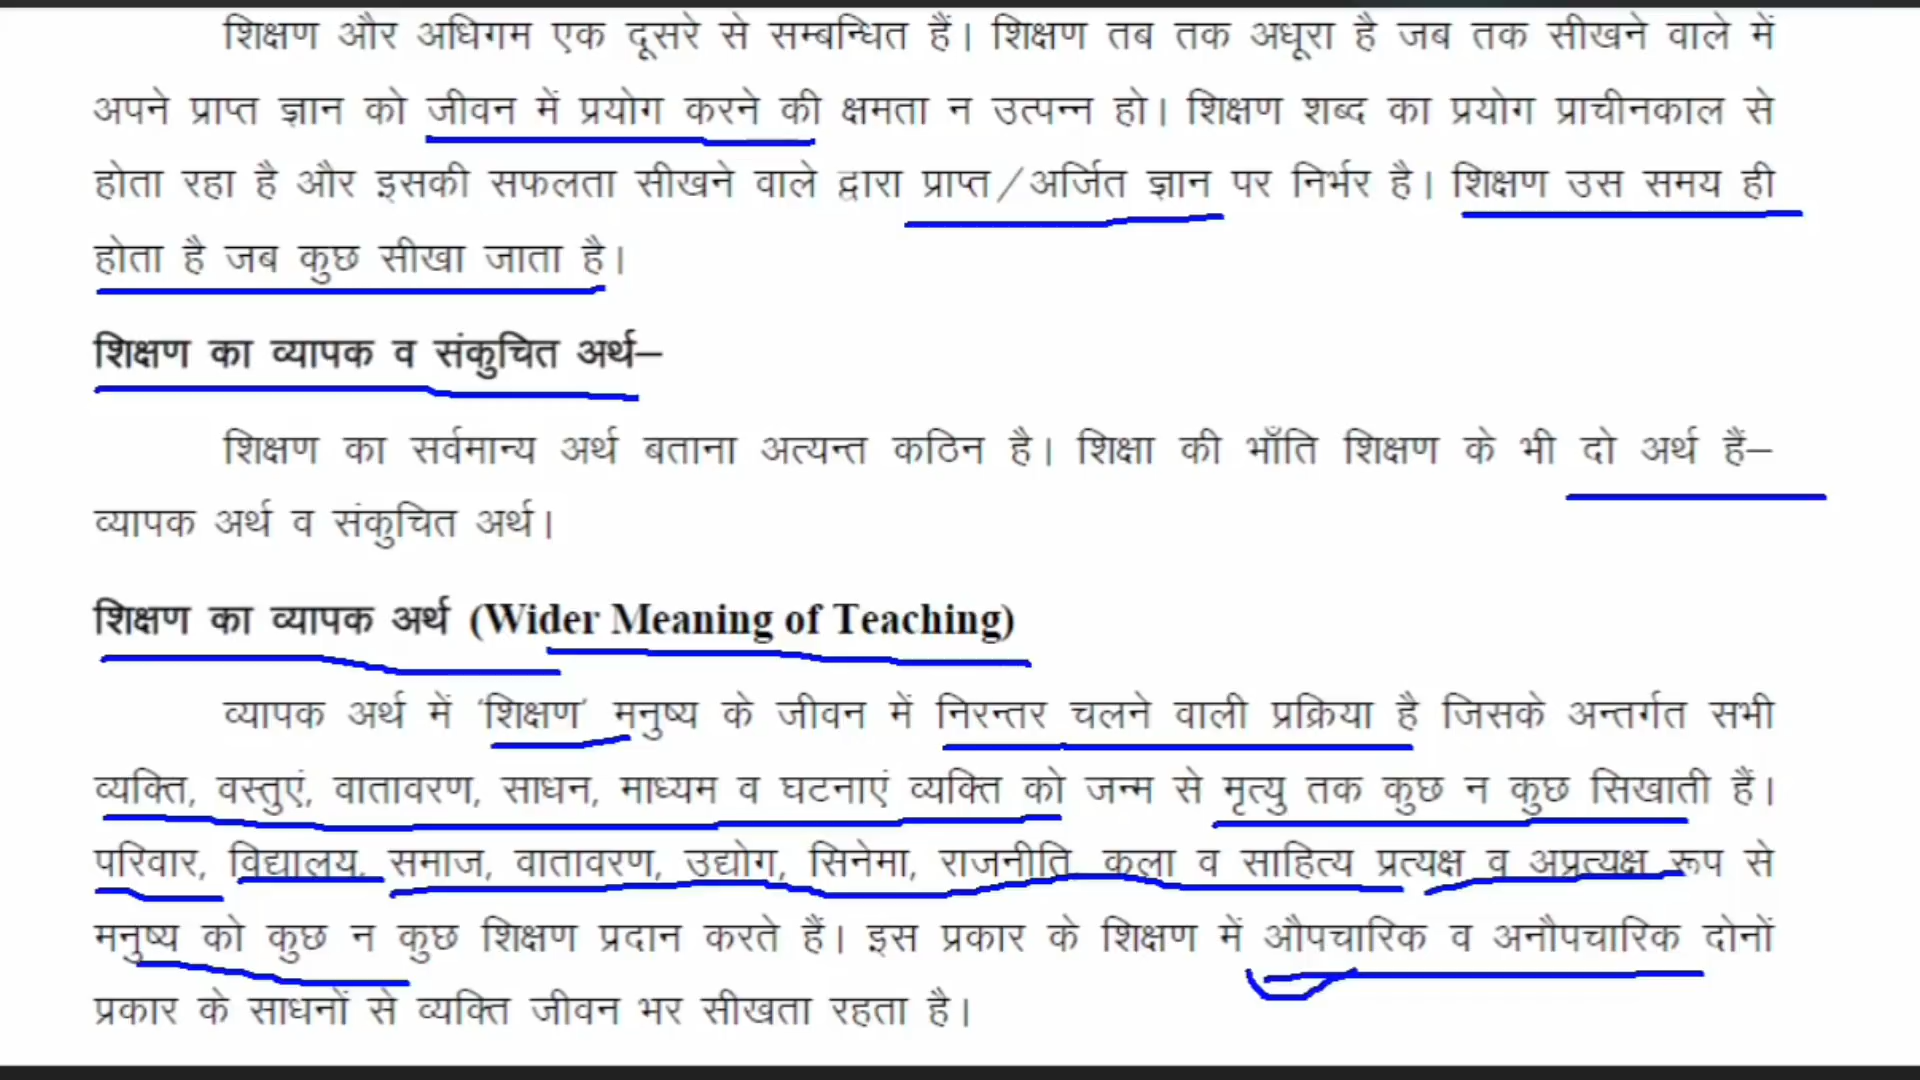 शिक्षण और अधिगम एक दूसरे से सम्बन्धित हैं। शिक्षण तब तक अधूरा है जब तक सीखने वाले में
अपने प्राप्त ज्ञान को जीवन में प्रयोग करने की क्षमता न उत्पन्न हो। शिक्षण शब्द का प्रयोग प्राचीनकाल से
होता रहा है और इसकी सफलता सीखने वाले द्वारा प्राप्त/अर्जित ज्ञान पर निर्भर है। शिक्षण उस समय ही
होता है जब कुछ सीखा जाता है।
शिक्षण का व्यापक व संकुचित अर्थ–
शिक्षण का सर्वमान्य अर्थ बताना अत्यन्त कठिन है। शिक्षा की भाँति शिक्षण के भी दो अर्थ हैं–
व्यापक अर्थ व संकुचित अर्थ।
शिक्षण का व्यापक अर्थ (Wider Meaning of Teaching)
व्यापक अर्थ में 'शिक्षण' मनुष्य के जीवन में निरन्तर चलने वाली प्रक्रिया है जिसके अन्तर्गत सभी
व्यक्ति, वस्तुएं, वातावरण, साधन, माध्यम व घटनाएं व्यक्ति को जन्म से मृत्यु तक कुछ न कुछ सिखाती हैं।
परिवार, विद्यालय, समाज, वातावरण, उद्योग, सिनेमा, राजनीति कला व साहित्य प्रत्यक्ष व अप्रत्यक्ष रूप से
मनुष्य को कुछ न कुछ शिक्षण प्रदान करते हैं। इस प्रकार के शिक्षण में औपचारिक व अनौपचारिक दोनों
प्रकार के साधनों से व्यक्ति जीवन भर सीखता रहता है।